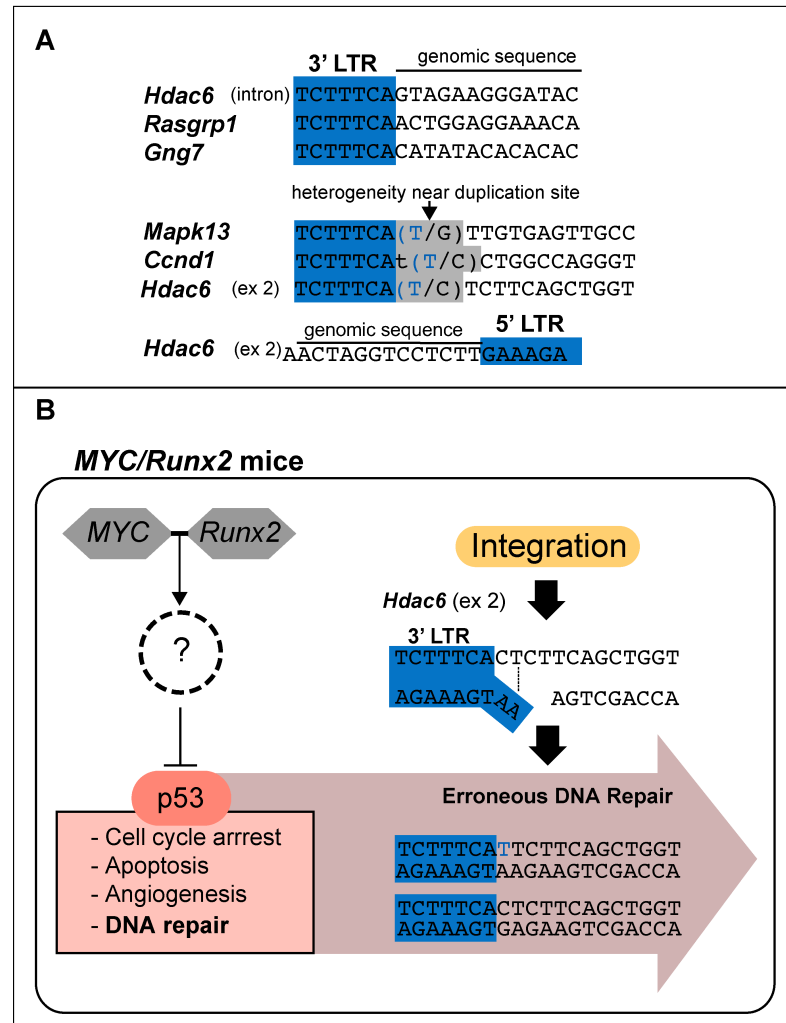 A
3’ LTR genomic sequence
Hdac6 (intron) TCTTTCAGTAGAAGGGATAC
Rasgrp1 TCTTTCAACTGGAGGAAACA
Gng7 TCTTTCACATATACACACAC
heterogeneity near duplication site
Mapk13 TCTTTCA(T/G)TTGTGAGTTGCC
Ccnd1 TCTTTCAt(T/C)CTGGCCAGGGT
Hdac6 (ex 2) TCTTTCA(T/C)TCTTCAGCTGGT
genomic sequence 5’ LTR
Hdac6 (ex 2) AACTAGGTCCTCTTGAAAGA
B
MYC/Runx2 mice
MYC Runx2
Integration
Hdac6 (ex 2)
3’ LTR
TCTTTCACTCTTCAGCTGGT
?
AGAAAGTAA AGTCGACCA
p53
Erroneous DNA Repair
- Cell cycle arrrest
- Apoptosis
- Angiogenesis
- DNA repair
TCTTTCATTCTTCAGCTGGT
AGAAAGTAAGAAGTCGACCA
TCTTTCACTCTTCAGCTGGT
AGAAAGTGAGAAGTCGACCA